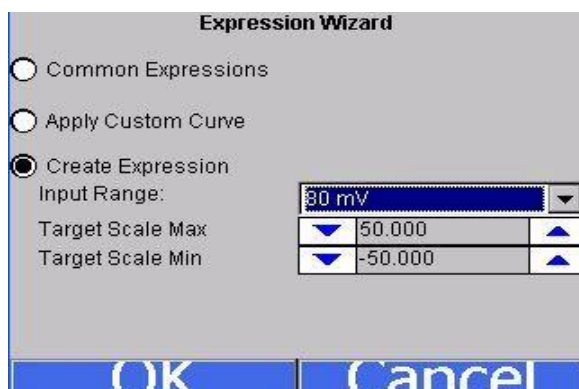 Expression Wizard
Common Expressions
Apply Custom Curve
Create Expression
Input Range: 80 mV
Target Scale Max 50.000
Target Scale Min -50.000
OK Cancel